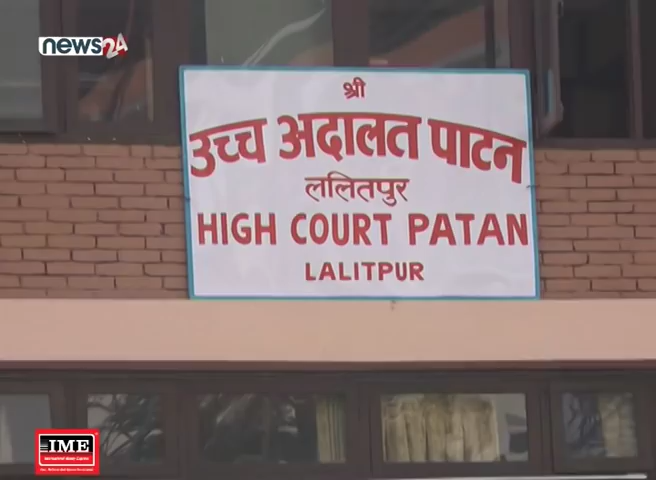 news24
श्री
उच्च अदालत पाटन
ललितपुर
HIGH COURT PATAN
LALITPUR
IME